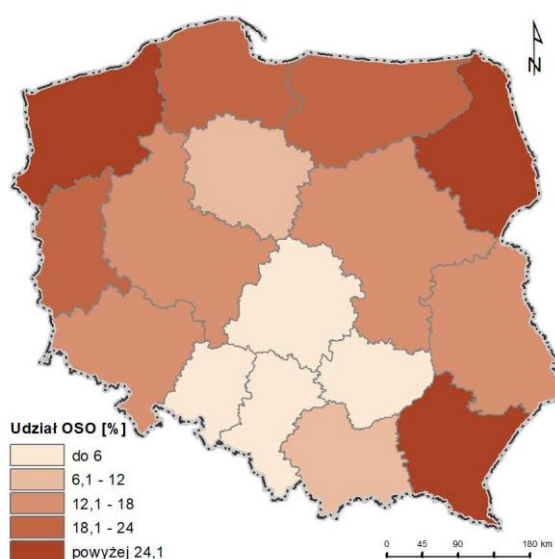 N
Udział OSO [%]
do 6
6,1 - 12
12,1 - 18
18,1 - 24
powyżej 24,1
0 45 90 180 km